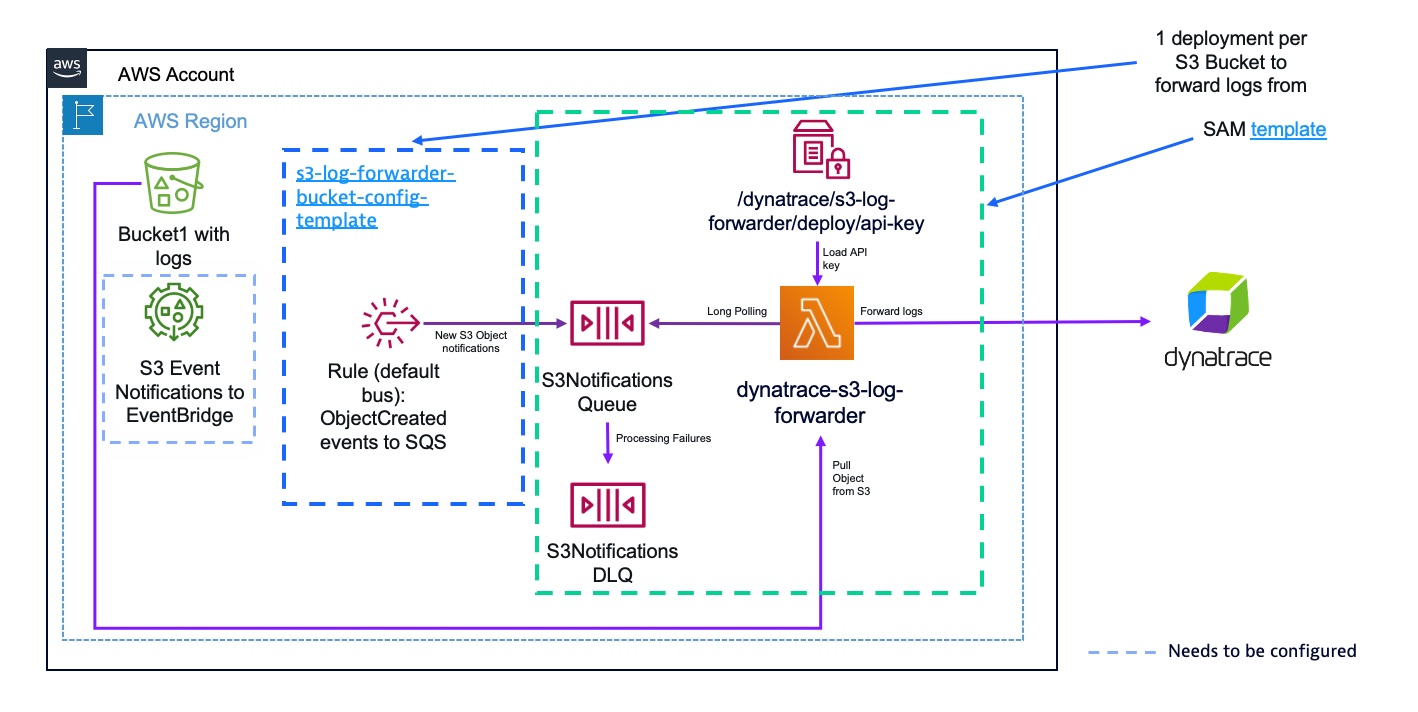 1 deployment per
S3 Bucket to
forward logs from
SAM template
aws
AWS Account
AWS Region
Bucket1 with
logs
S3 Event
Notifications to
EventBridge
s3-log-forwarder-
bucket-config-
template
Rule (default
bus):
ObjectCreated
events to SQS
New S3 Object
notifications
S3Notifications
Queue
Processing Failures
S3Notifications
DLQ
/dynatrace/s3-log-
forwarder/deploy/api-key
Load API
key
Long Polling
Forward logs
dynatrace-s3-log-
forwarder
Pull
Object
from S3
dynatrace
Needs to be configured